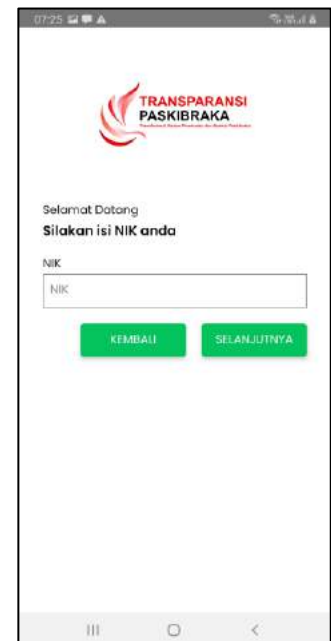 07:25
TRANSPARANSI
PASKIBRAKA
Selamat Datang
Silakan isi NIK anda
NIK
NIK
KEMBALI
SELANJUTNYA